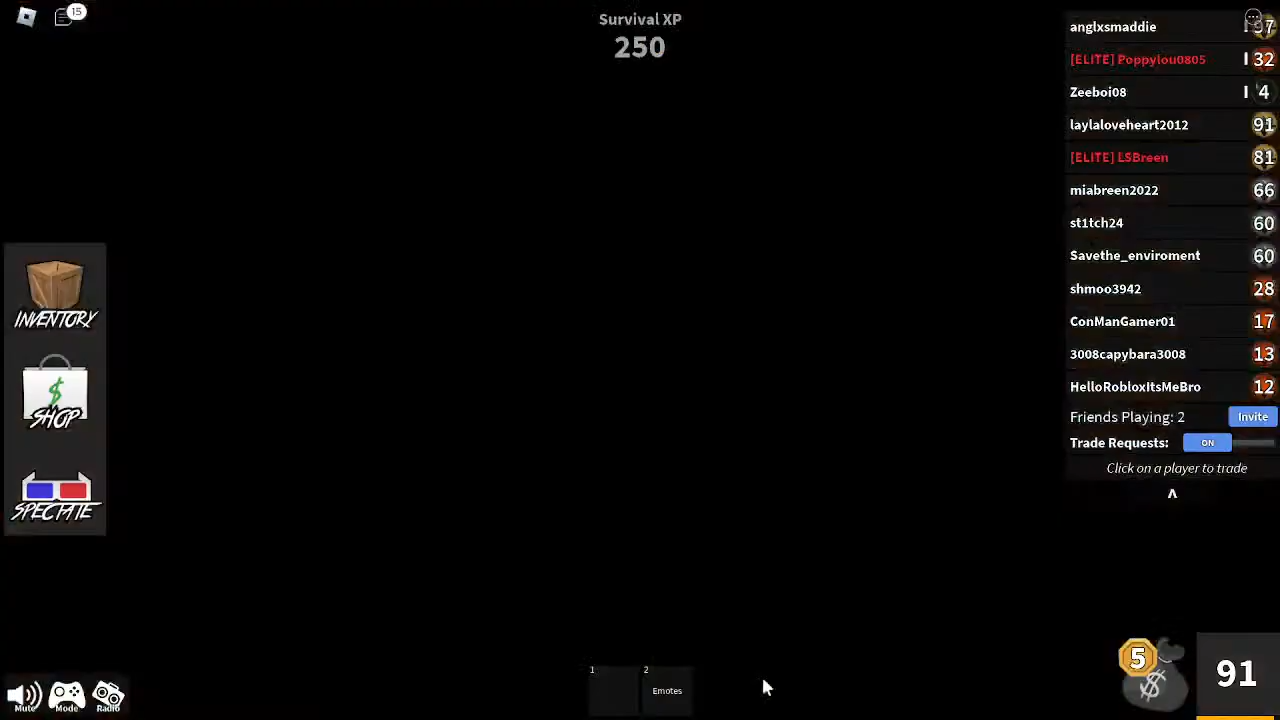 15
Survival XP
250
anglxsmaddie 97
[ELITE] Poppylou0805 I 32
Zeeboi08 I 4
laylaloveheart2012 91
[ELITE] LSBreen 81
miabreen2022 66
st1tch24 60
Savethe_enviroment 60
shmoo3942 28
ConManGamer01 17
3008capybara3008 13
HelloRobloxItsMeBro 12
Friends Playing: 2 Invite
Trade Requests: ON
Click on a player to trade
INVENTORY
$
SHOP
SPECTATE
Mute Mode Radio
1
2
Emotes
5
$
91